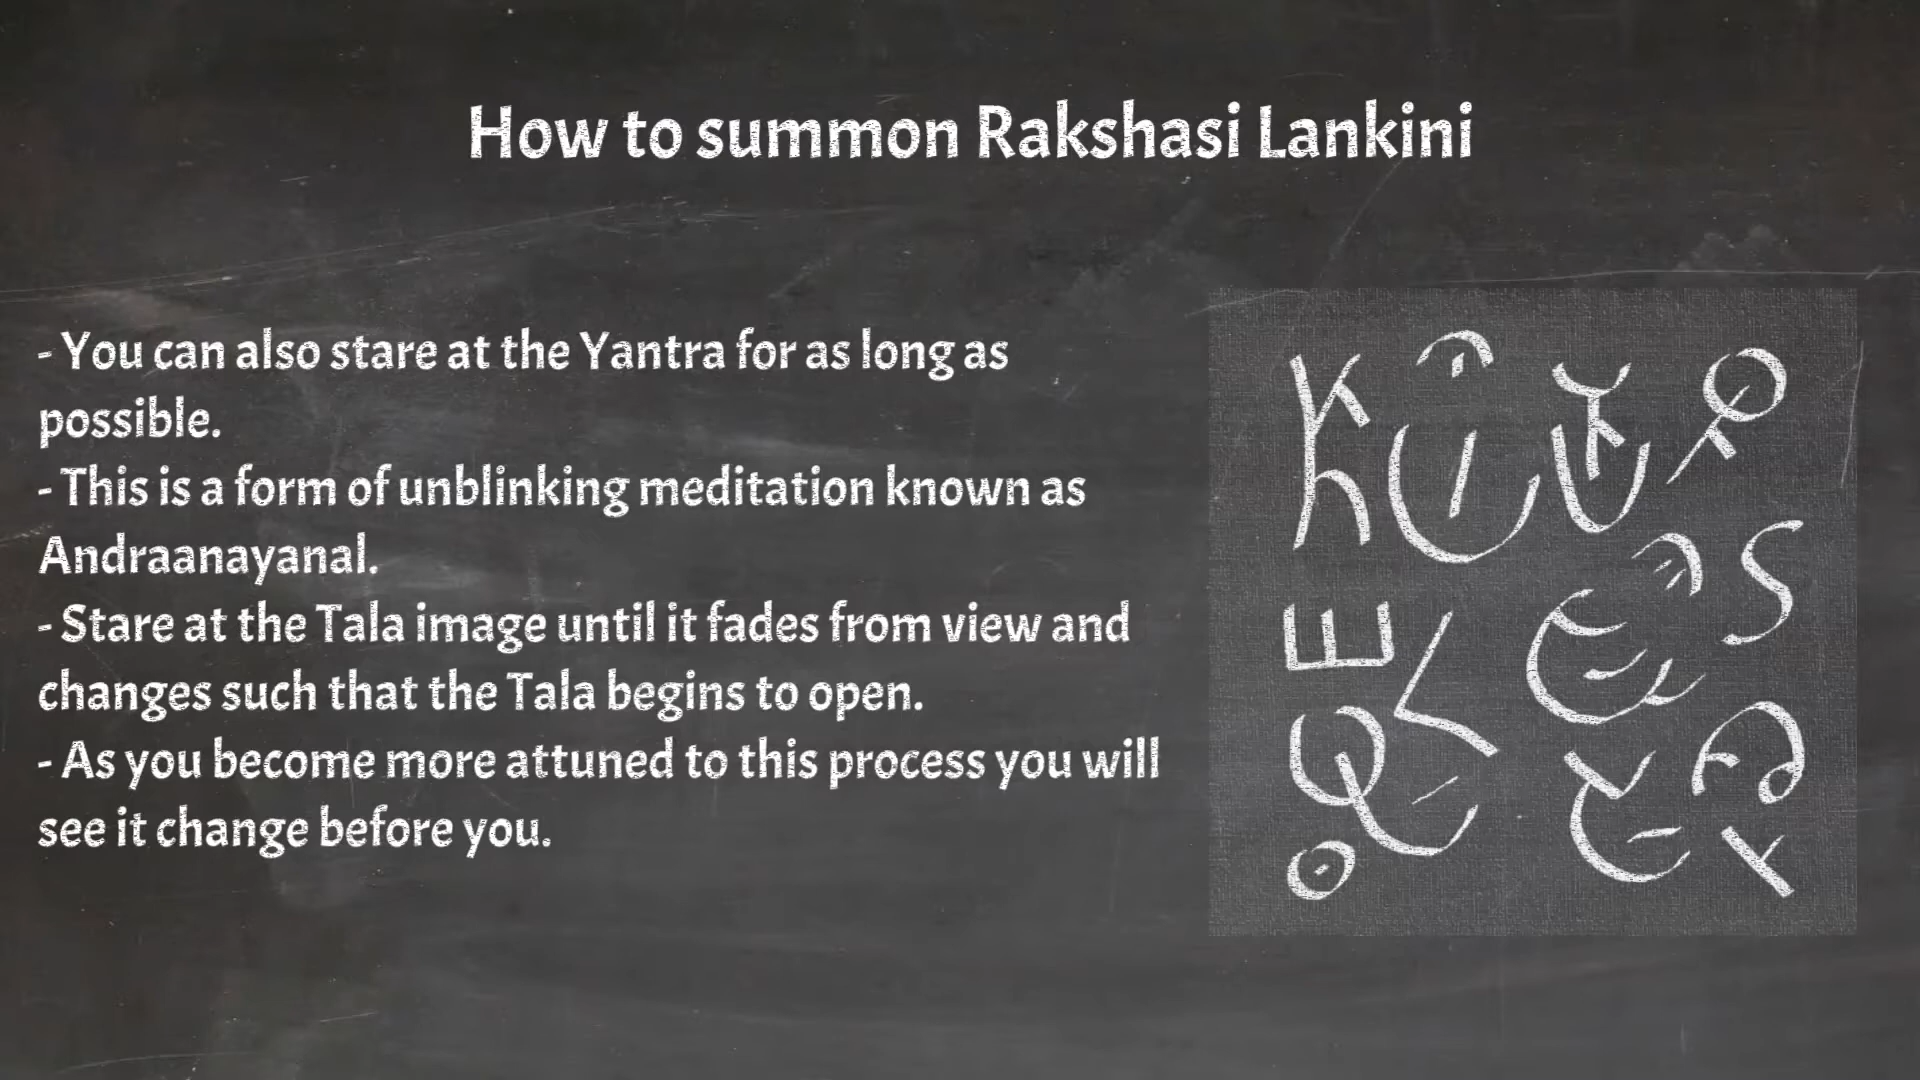 How to summon Rakshasi Lankini
- You can also stare at the Yantra for as long as
possible.
- This is a form of unblinking meditation known as
Andraanayanal.
- Stare at the Tala image until it fades from view and
changes such that the Tala begins to open.
- As you become more attuned to this process you will
see it change before you.